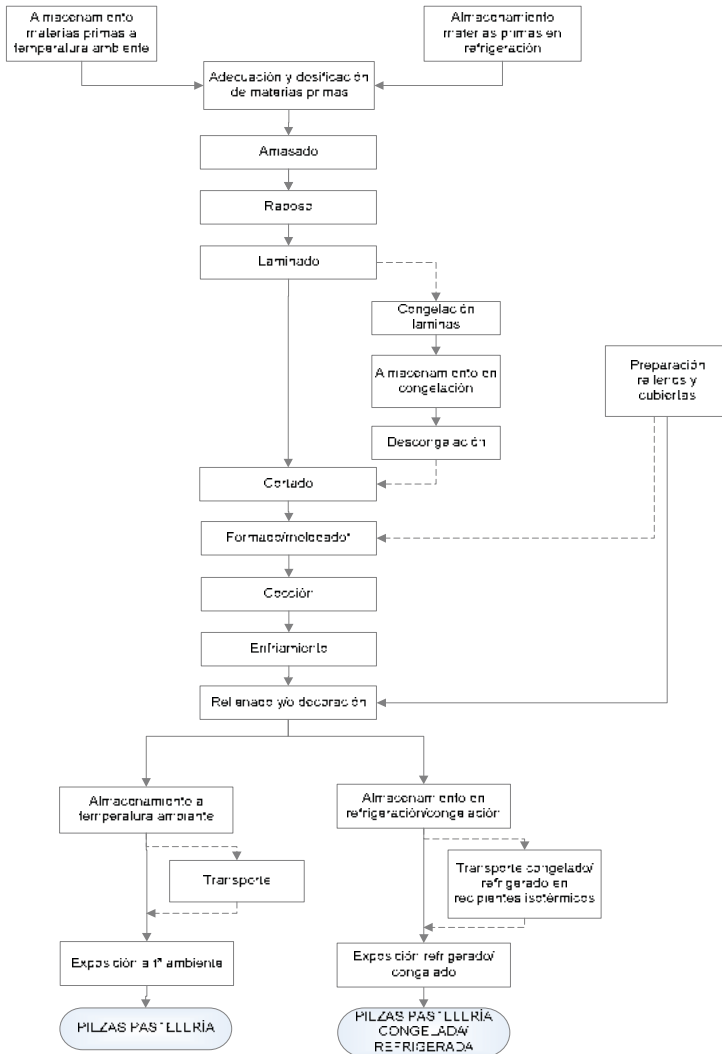 Almacenamiento
materias primas a
temperatura ambiente
Almacenamiento
materias primas en
refrigeración
Adecuación y dosificación
de materias primas
Amasado
Reposo
Laminado
Congelación
laminas
Almacenamiento en
congelación
Descongelación
Preparación
rellenos y
cubiertas
Cortado
Formado/moldeado*
Cocción
Enfriamiento
Rellenado y/o decoración
Almacenamiento a
temperatura ambiante
Almacenamiento en
refrigeración/congelación
Transporte
Transporte congelado/
refrigerado en
recipientes isotérmicos
Exposición a tª ambiente
Exposición refrigerado/
congelado
PIEZAS PASTELERÍA
PIEZAS PASTELERÍA
CONGELADA/
REFRIGERADA